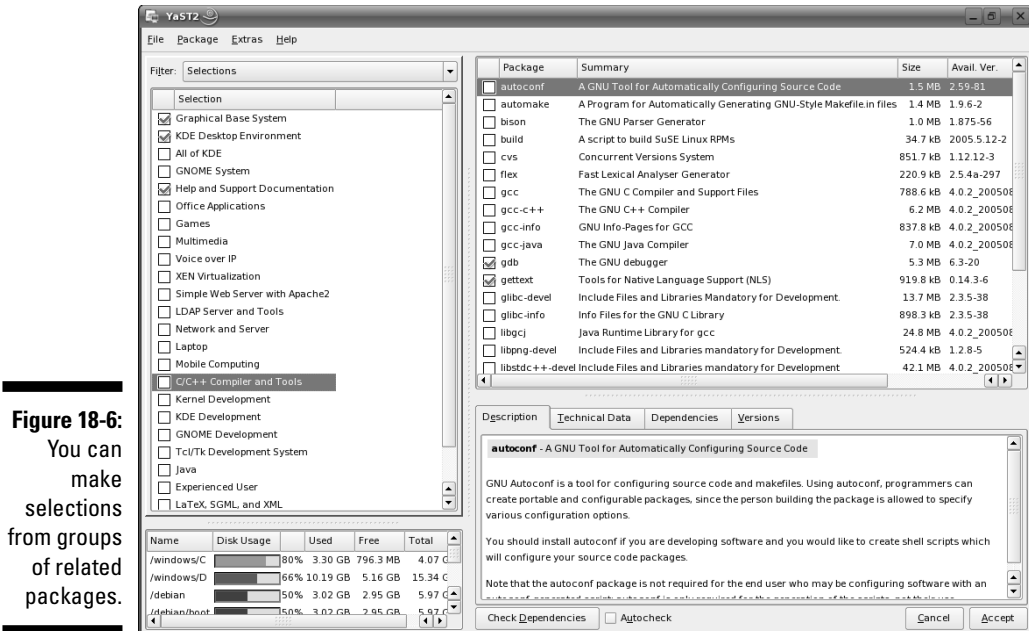 YaST2
File Package Extras Help
Filter: Selections
Selection
Graphical Base System
KDE Desktop Environment
All of KDE
GNOME System
Help and Support Documentation
Office Applications
Games
Multimedia
Voice over IP
XEN Virtualization
Simple Web Server with Apache2
LDAP Server and Tools
Network and Server
Laptop
Mobile Computing
C/C++ Compiler and Tools
Kernel Development
KDE Development
GNOME Development
Tcl/Tk Development System
Java
Experienced User
LaTeX, SGML, and XML
Name Disk Usage Used Free Total
/windows/C 80% 3.30 GB 796.3 MB 4.07 G
/windows/D 66% 10.19 GB 5.16 GB 15.34 G
/debian 50% 3.02 GB 2.95 GB 5.97 G
/debian/boot 50% 3.02 GB 2.95 GB 5.97 G
Package Summary Size Avail. Ver.
autoconf A GNU Tool for Automatically Configuring Source Code 1.5 MB 2.59-81
automake A Program for Automatically Generating GNU-Style Makefile.in files 1.4 MB 1.9.6-2
bison The GNU Parser Generator 1.0 MB 1.875-56
build A script to build SuSE Linux RPMs 34.7 kB 2005.5.12-2
cvs Concurrent Versions System 851.7 kB 1.12.12-3
flex Fast Lexical Analyser Generator 220.9 kB 2.5.4a-297
gcc The GNU C Compiler and Support Files 788.6 kB 4.0.2_200508
gcc-c++ The GNU C++ Compiler 6.2 MB 4.0.2_200508
gcc-info GNU Info-Pages for GCC 837.8 kB 4.0.2_200508
gcc-java The GNU Java Compiler 7.0 MB 4.0.2_200508
gdb The GNU debugger 5.3 MB 6.3-20
gettext Tools for Native Language Support (NLS) 919.8 kB 0.14.3-6
glibc-devel Include Files and Libraries Mandatory for Development. 13.7 MB 2.3.5-38
glibc-info Info Files for the GNU C Library 898.3 kB 2.3.5-38
libgcj Java Runtime Library for gcc 24.8 MB 4.0.2_200508
libpng-devel Include Files and Libraries mandatory for Development. 524.4 kB 1.2.8-5
libstdc++-devel Include Files and Libraries mandatory for Development 42.1 MB 4.0.2_200508
Description Technical Data Dependencies Versions
autoconf - A GNU Tool for Automatically Configuring Source Code
GNU Autoconf is a tool for configuring source code and makefiles. Using autoconf, programmers can
create portable and configurable packages, since the person building the package is allowed to specify
various configuration options.
You should install autoconf if you are developing software and you would like to create shell scripts which
will configure your source code packages.
Note that the autoconf package is not required for the end user who may be configuring software with an
Check Dependencies Autocheck Cancel Accept
Figure 18-6:
You can
make
selections
from groups
of related
packages.